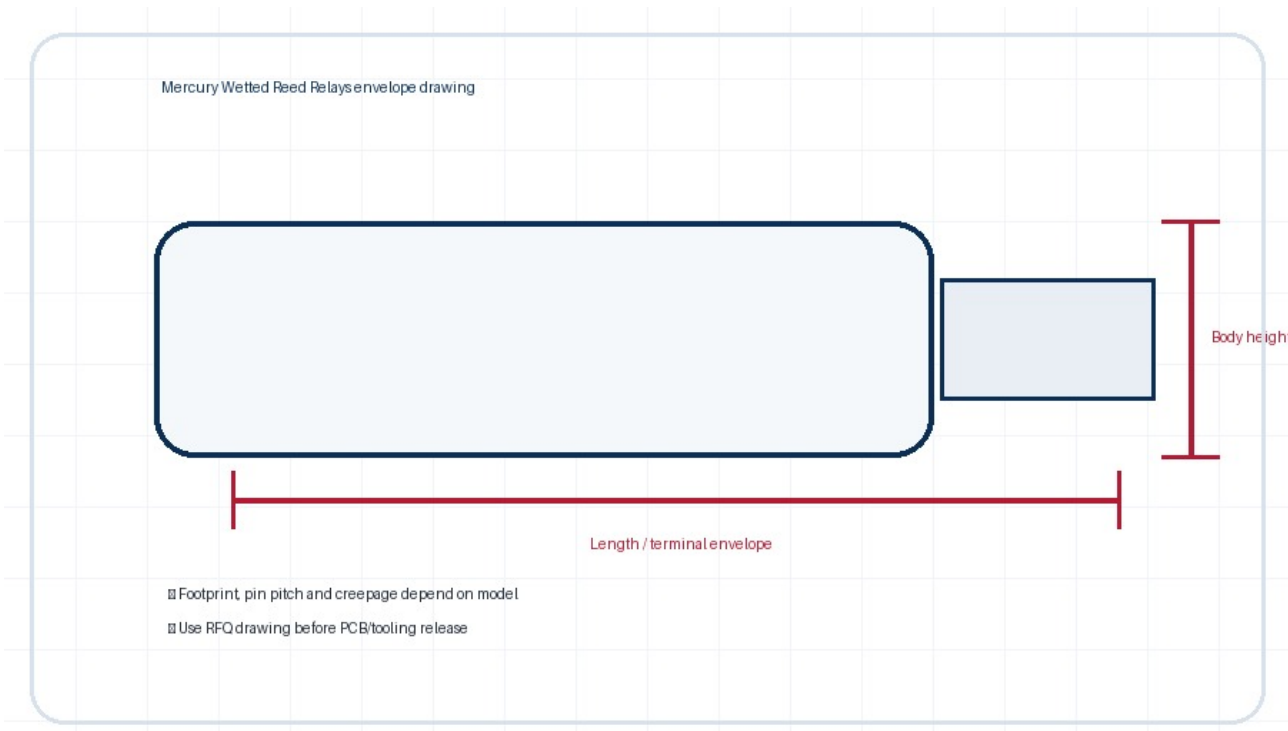 Mercury Wetted Reed Relays envelope drawing
Body heigh
Length / terminal envelope
Footprint, pin pitch and creepage depend on model
Use RFQ drawing before PCB/tooling release